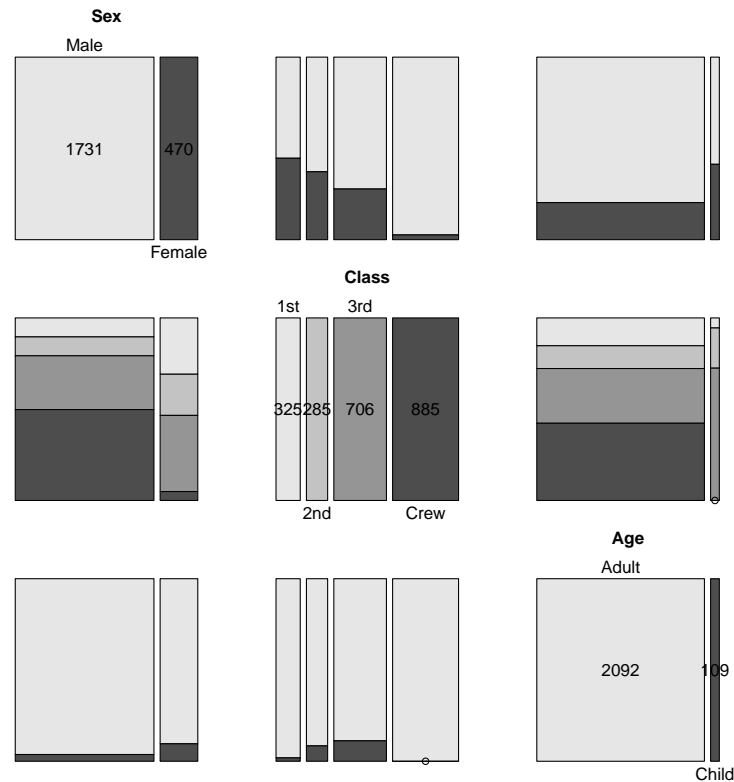 Sex
Male
1731 470
Female
Class
1st 3rd
325 285 706 885
2nd Crew
Age
Adult
2092 109
Child